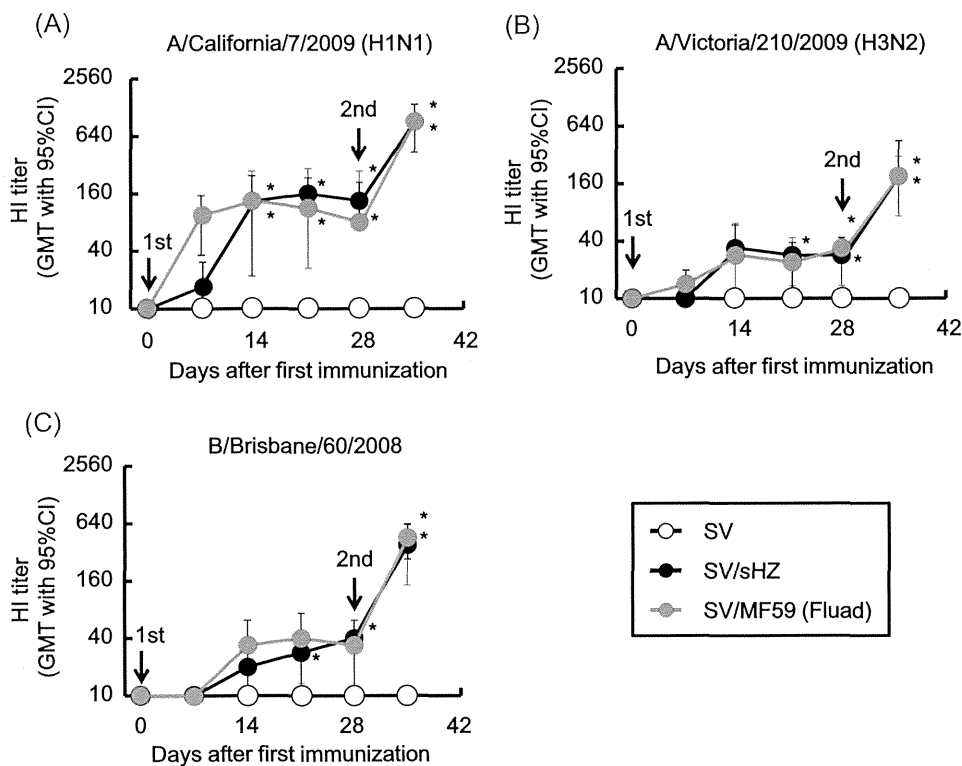 (A)
A/California/7/2009 (H1N1)
HI titer
(GMT with 95%CI)
2560
640
160
40
10
1st
2nd
*
*
*
*
*
*
*
*
0
14
28
42
Days after first immunization
(B)
A/Victoria/210/2009 (H3N2)
HI titer
(GMT with 95%CI)
2560
640
160
40
10
1st
2nd
*
*
*
*
*
0
14
28
42
Days after first immunization
(C)
B/Brisbane/60/2008
HI titer
(GMT with 95%CI)
2560
640
160
40
10
1st
2nd
*
*
*
*
0
14
28
42
Days after first immunization
SV
SV/sHZ
SV/MF59 (Fluad)